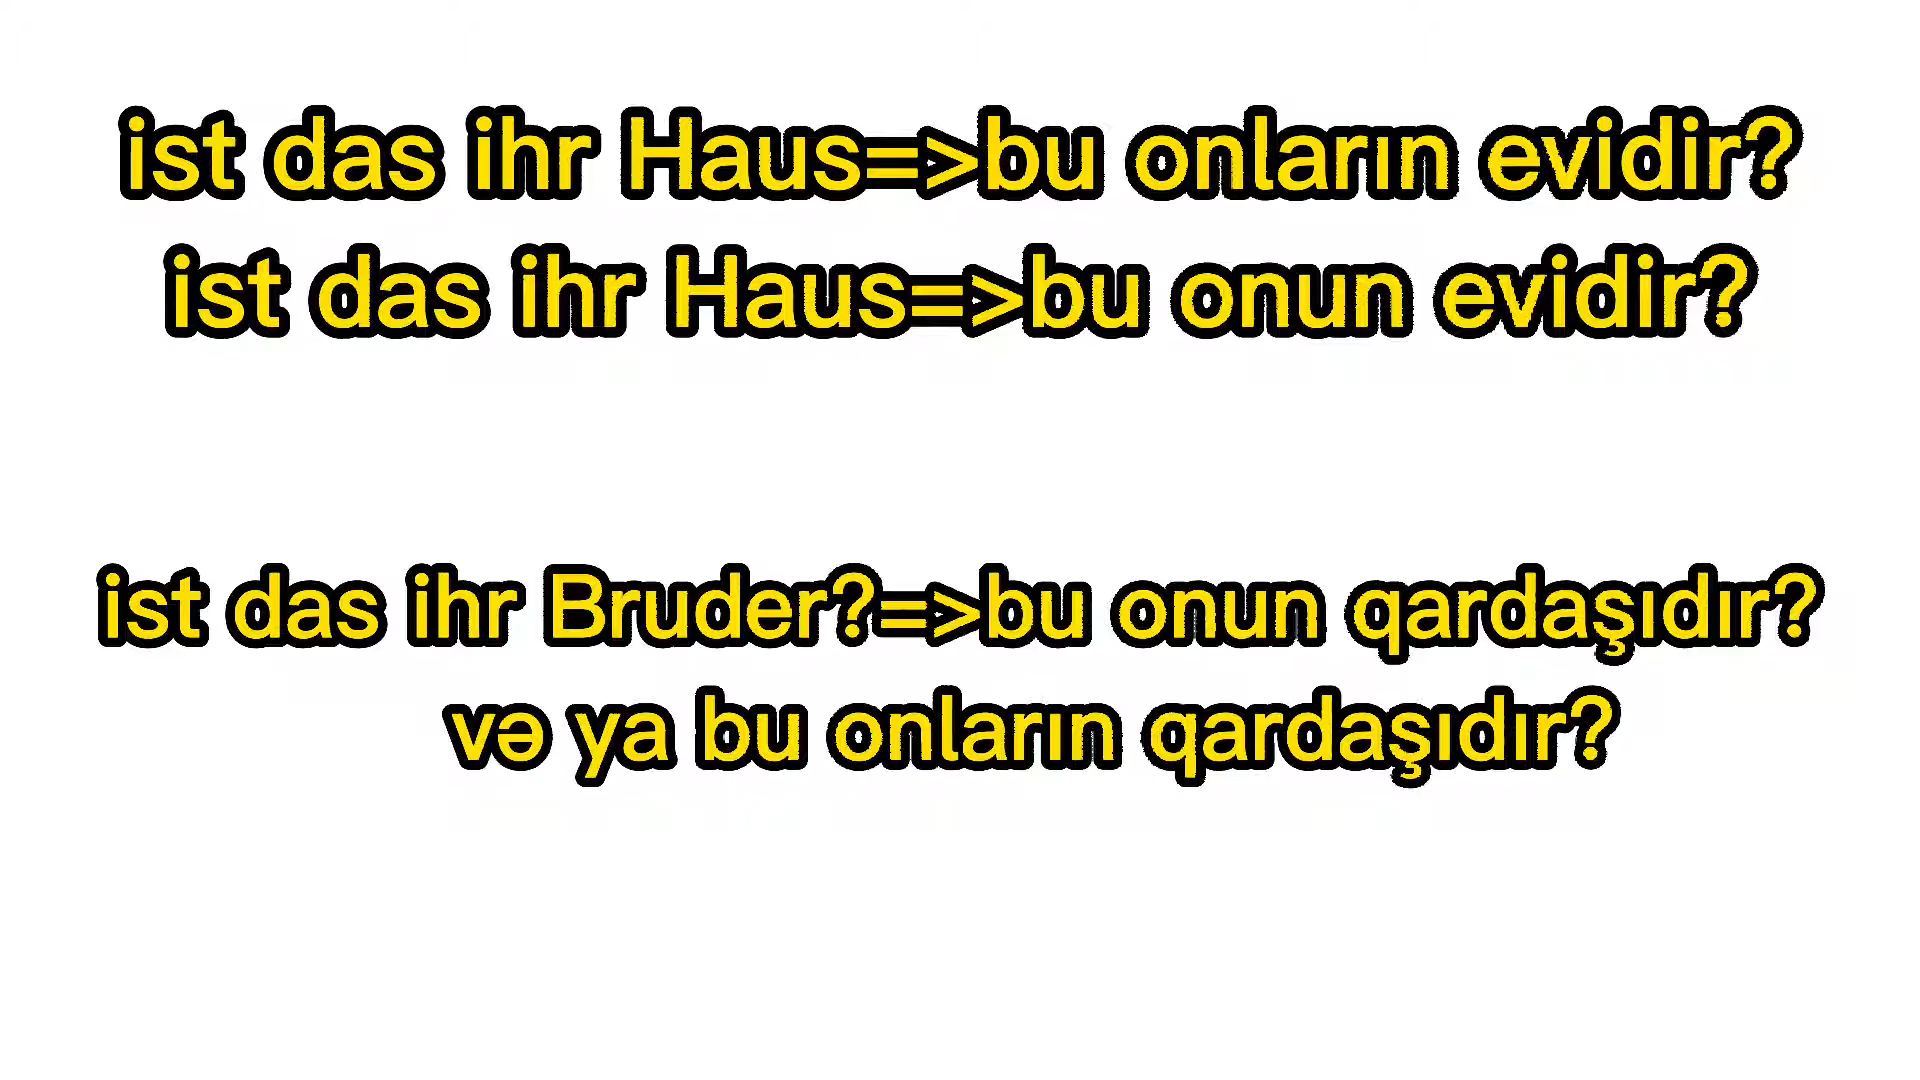 ist das ihr Haus=>bu onların evidir?
ist das ihr Haus=>bu onun evidir?
ist das ihr Bruder?=>bu onun qardaşıdır?
və ya bu onların qardaşıdır?